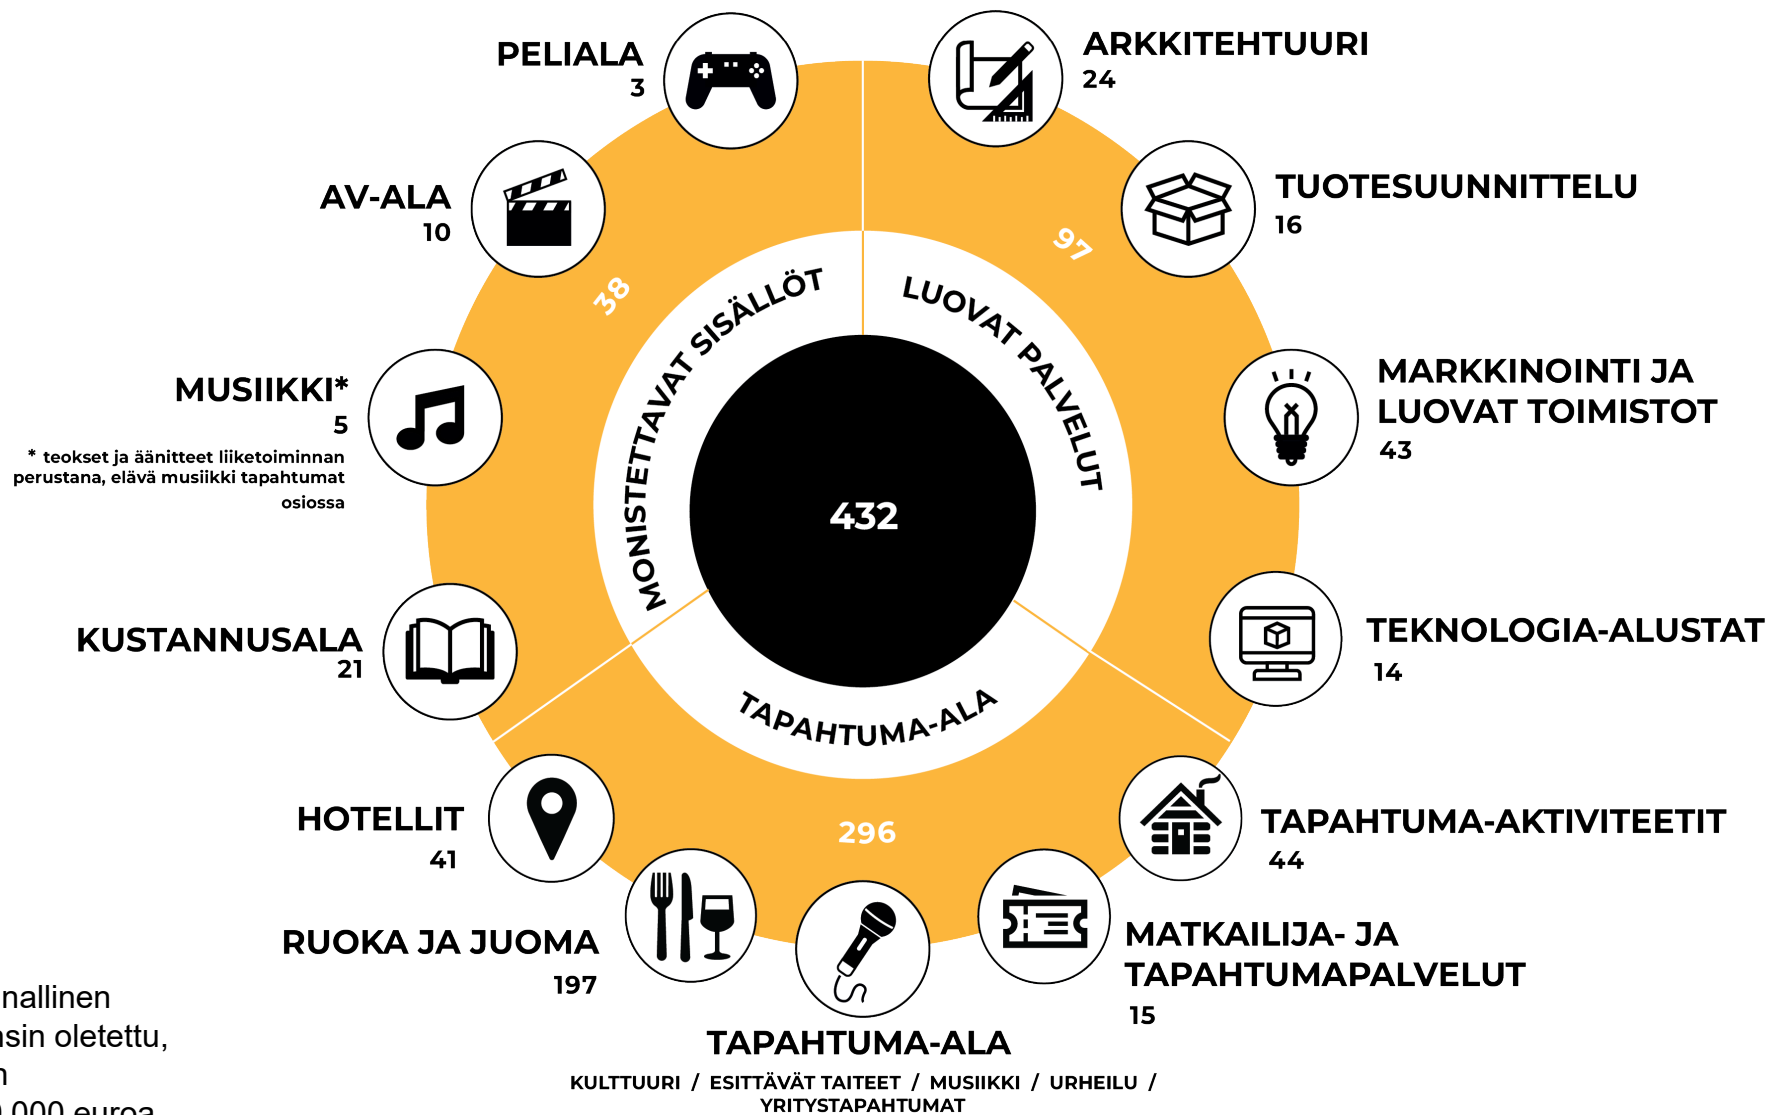 PELIALA
3
ARKKITEHTUURI
24
AV-ALA
10
TUOTESUUNNITTELU
16
38
97
MONISTETTAVAT SISÄLLÖT
LUOVAT PALVELUT
MUSIIKKI*
5
* teokset ja äänitteet liiketoiminnan
perustana, elävä musiikki tapahtumat
osiossa
MARKKINOINTI JA
LUOVAT TOIMISTOT
43
432
KUSTANNUSALA
21
TEKNOLOGIA-ALUSTAT
14
TAPAHTUMA-ALA
296
HOTELLIT
41
TAPAHTUMA-AKTIVITEETIT
44
RUOKA JA JUOMA
197
MATKAILIJA- JA
TAPAHTUMAPALVELUT
15
TAPAHTUMA-ALA
KULTTUURI / ESITTÄVÄT TAITEET / MUSIIKKI / URHEILU /
YRITYSTAPAHTUMAT
oletettu,
000 euroa